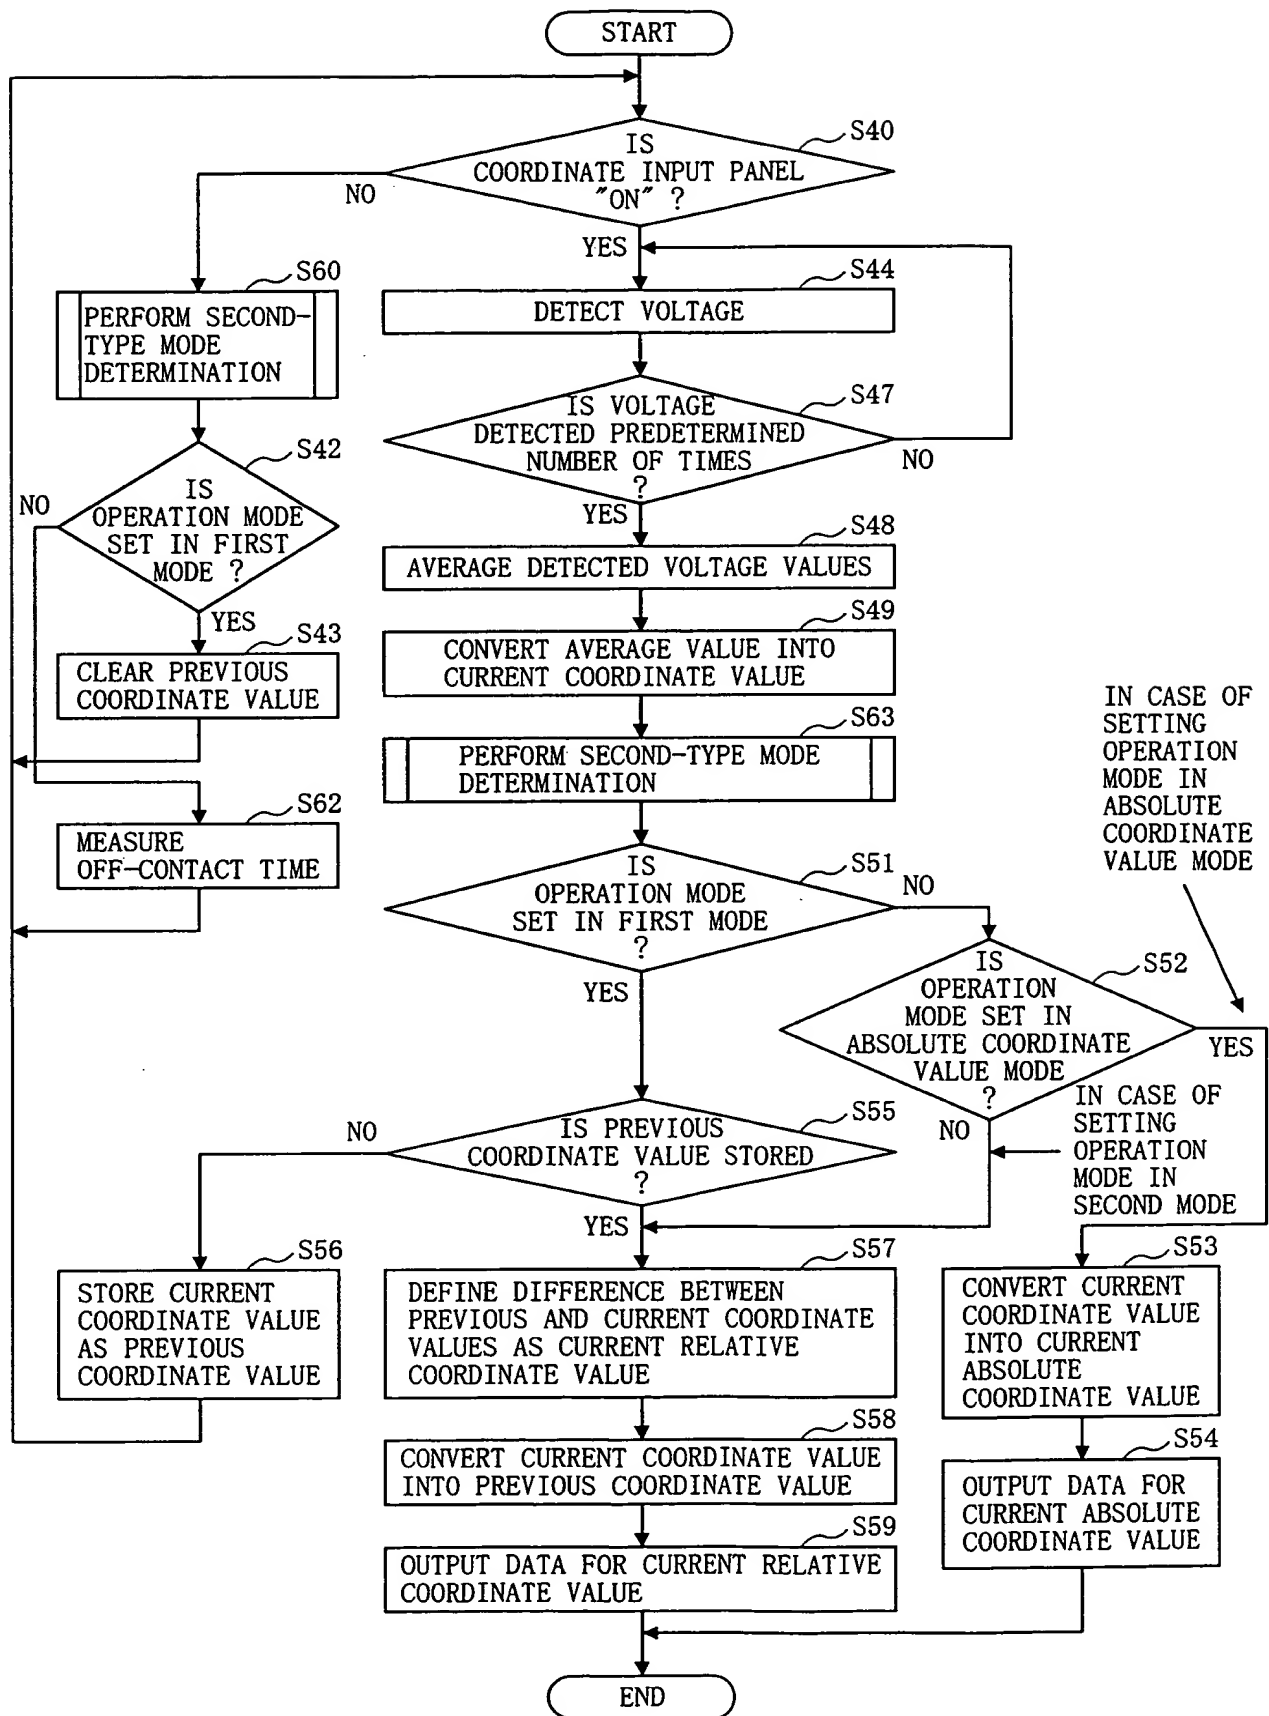 START
S40
IS
COORDINATE INPUT PANEL
"ON" ?
NO
YES
S60
PERFORM SECOND-
TYPE MODE
DETERMINATION
S44
DETECT VOLTAGE
S47
IS VOLTAGE
DETECTED PREDETERMINED
NUMBER OF TIMES
?
NO
YES
S42
IS
OPERATION MODE
SET IN FIRST
MODE ?
NO
YES
S43
CLEAR PREVIOUS
COORDINATE VALUE
S48
AVERAGE DETECTED VOLTAGE VALUES
S49
CONVERT AVERAGE VALUE INTO
CURRENT COORDINATE VALUE
S63
PERFORM SECOND-TYPE MODE
DETERMINATION
S62
MEASURE
OFF-CONTACT TIME
S51
IS
OPERATION MODE
SET IN FIRST MODE
?
NO
YES
IN CASE OF
SETTING
OPERATION
MODE IN
ABSOLUTE
COORDINATE
VALUE MODE
S52
IS
OPERATION
MODE SET IN
ABSOLUTE COORDINATE
VALUE MODE
?
YES
NO
IN CASE OF
SETTING
OPERATION
MODE IN
SECOND MODE
S55
IS PREVIOUS
COORDINATE VALUE STORED
?
NO
YES
S56
STORE CURRENT
COORDINATE VALUE
AS PREVIOUS
COORDINATE VALUE
S57
DEFINE DIFFERENCE BETWEEN
PREVIOUS AND CURRENT COORDINATE
VALUES AS CURRENT RELATIVE
COORDINATE VALUE
S53
CONVERT CURRENT
COORDINATE VALUE
INTO CURRENT
ABSOLUTE
COORDINATE VALUE
S58
CONVERT CURRENT COORDINATE VALUE
INTO PREVIOUS COORDINATE VALUE
S54
OUTPUT DATA FOR
CURRENT ABSOLUTE
COORDINATE VALUE
S59
OUTPUT DATA FOR CURRENT RELATIVE
COORDINATE VALUE
END